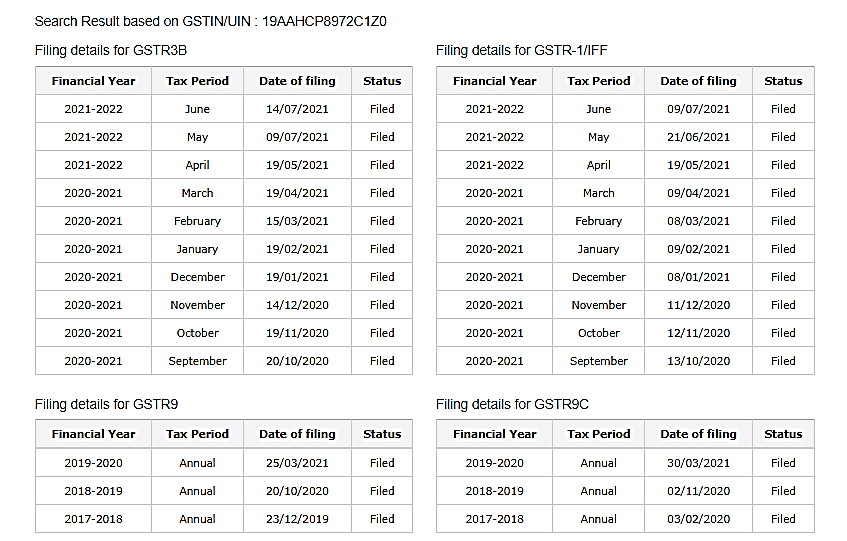 Search Result based on GSTIN/UIN : 19AAHCP8972C1Z0
Filing details for GSTR3B
Financial Year Tax Period Date of filing Status
2021-2022 June 14/07/2021 Filed
2021-2022 May 09/07/2021 Filed
2021-2022 April 19/05/2021 Filed
2020-2021 March 19/04/2021 Filed
2020-2021 February 15/03/2021 Filed
2020-2021 January 19/02/2021 Filed
2020-2021 December 19/01/2021 Filed
2020-2021 November 14/12/2020 Filed
2020-2021 October 19/11/2020 Filed
2020-2021 September 20/10/2020 Filed
Filing details for GSTR-1/IFF
Financial Year Tax Period Date of filing Status
2021-2022 June 09/07/2021 Filed
2021-2022 May 21/06/2021 Filed
2021-2022 April 19/05/2021 Filed
2020-2021 March 09/04/2021 Filed
2020-2021 February 08/03/2021 Filed
2020-2021 January 09/02/2021 Filed
2020-2021 December 08/01/2021 Filed
2020-2021 November 11/12/2020 Filed
2020-2021 October 12/11/2020 Filed
2020-2021 September 13/10/2020 Filed
Filing details for GSTR9
Financial Year Tax Period Date of filing Status
2019-2020 Annual 25/03/2021 Filed
2018-2019 Annual 20/10/2020 Filed
2017-2018 Annual 23/12/2019 Filed
Filing details for GSTR9C
Financial Year Tax Period Date of filing Status
2019-2020 Annual 30/03/2021 Filed
2018-2019 Annual 02/11/2020 Filed
2017-2018 Annual 03/02/2020 Filed